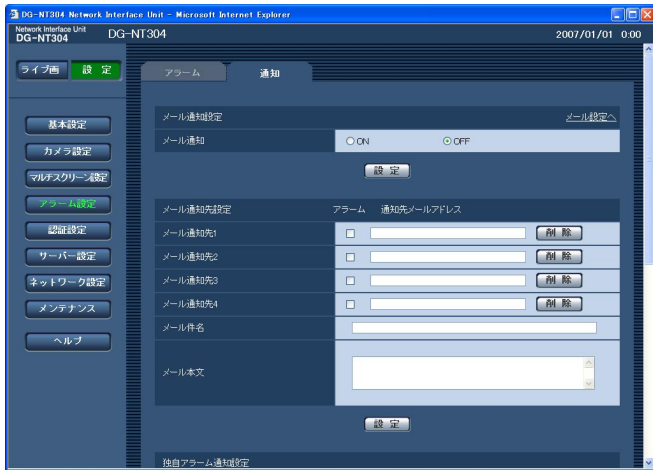 DG-NT304 Network Interface Unit - Microsoft Internet Explorer
Network Interface Unit
DG-NT304
DG-NT304
2007/01/01 0:00
ライブ画
設 定
アラーム
通知
基本設定
カメラ設定
マルチスクリーン設定
アラーム設定
認証設定
サーバー設定
ネットワーク設定
メンテナンス
ヘルプ
メール通知設定
メール設定へ
メール通知
ON
OFF
設 定
メール通知先設定 アラーム 通知先メールアドレス
メール通知先1
削 除
メール通知先2
削 除
メール通知先3
削 除
メール通知先4
削 除
メール件名
メール本文
設 定
独自アラーム通知設定